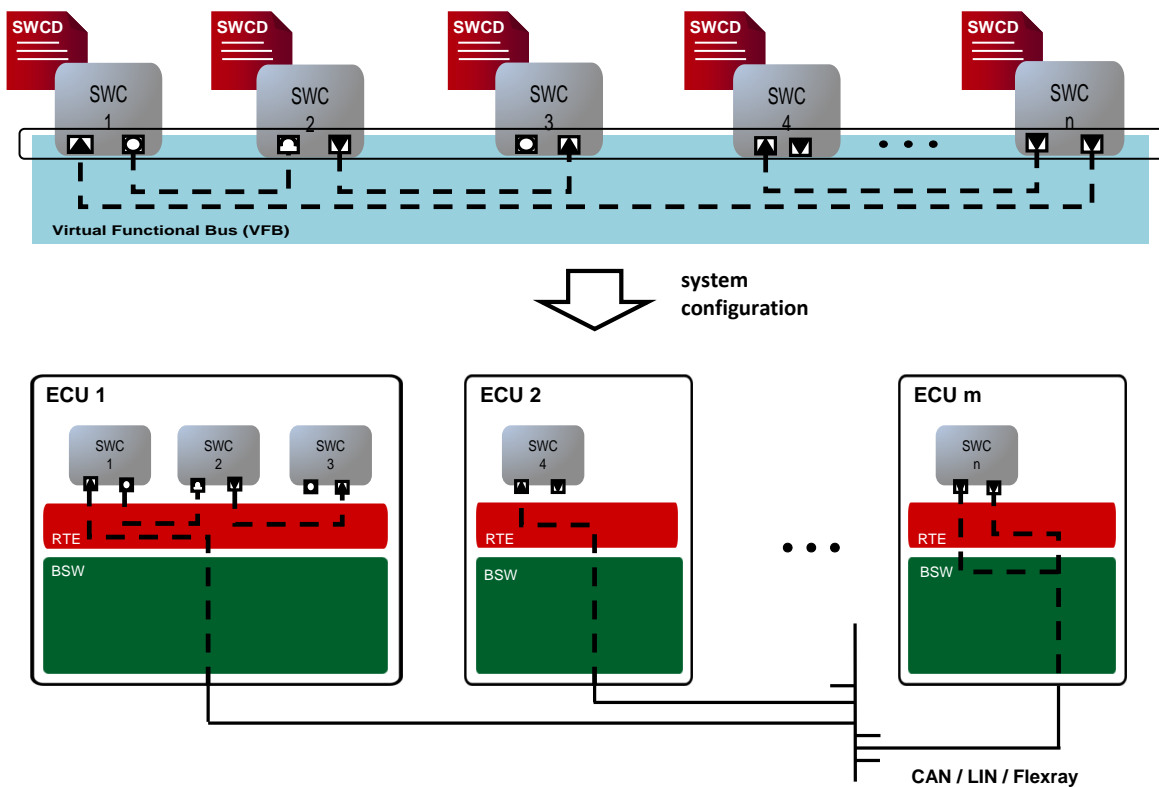 SWCD
SWCD
SWCD
SWCD
SWCD
SWC
1
SWC
2
SWC
3
SWC
4
SWC
n
Virtual Functional Bus (VFB)
system
configuration
ECU 1
ECU 2
ECU m
SWC
1
SWC
2
SWC
3
SWC
4
SWC
n
RTE
RTE
RTE
BSW
BSW
BSW
CAN / LIN / Flexray